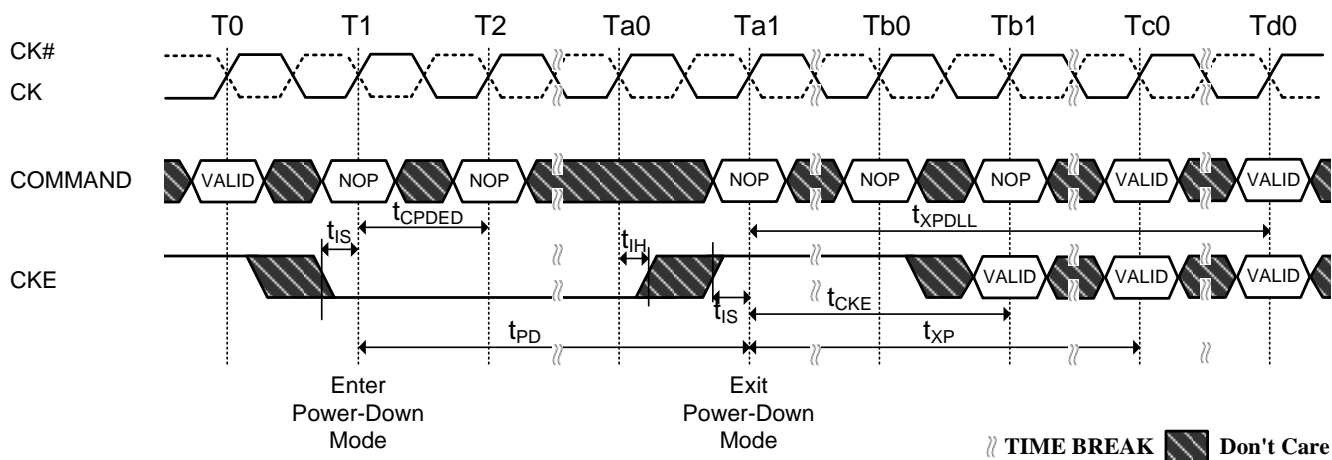 T0 T1 T2 Ta0 Ta1 Tb0 Tb1 Tc0 Td0
CK#
CK
COMMAND VALID NOP NOP NOP NOP NOP VALID VALID
tIS tCPDED tIH tXPDLL
CKE VALID VALID VALID
tIS tCKE
tPD tXP
Enter
Power-Down
Mode
Exit
Power-Down
Mode
TIME BREAK Don't Care